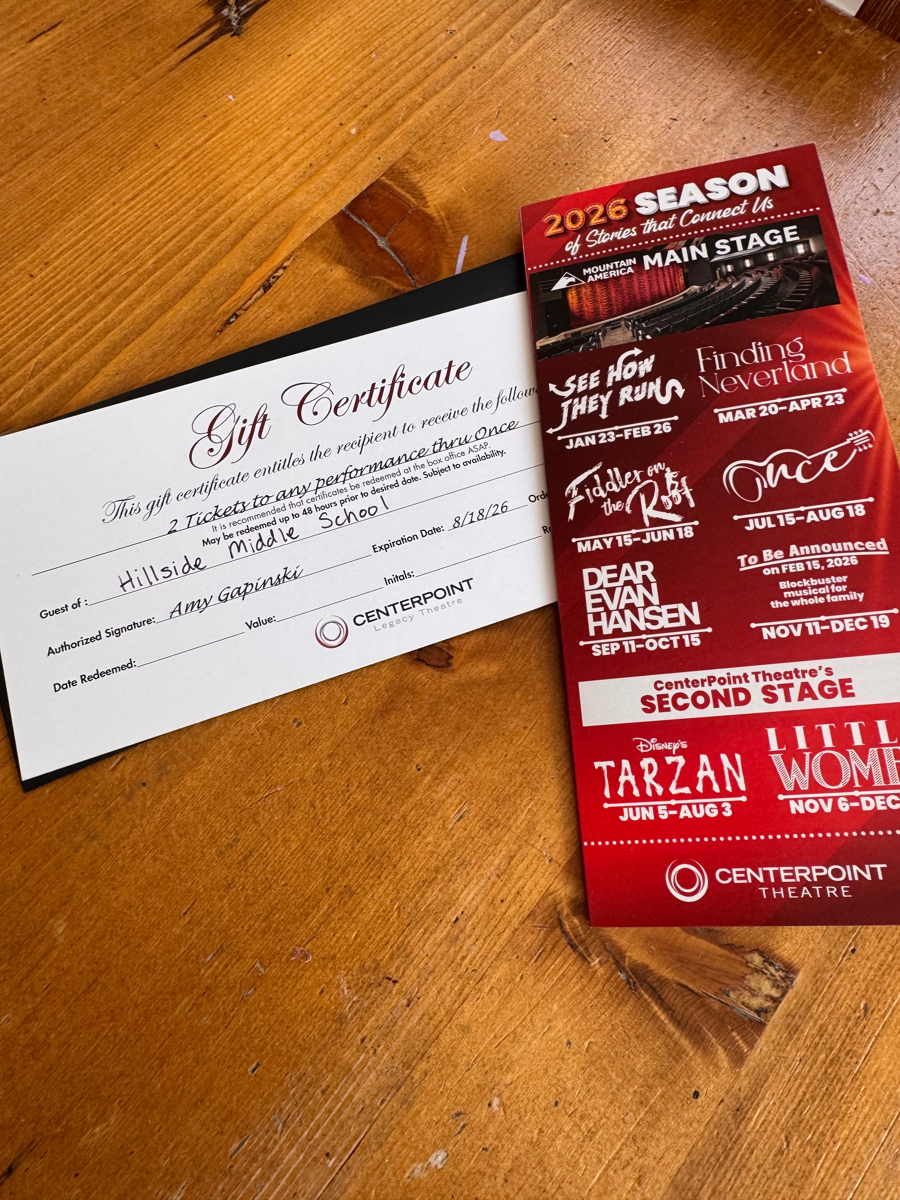 Gift Certificate
This gift certificate entitles the recipient to receive the
2 Tickets to any performance thru Once
It is recommended that certificates be redeemed at the box office ASAP.
May be redeemed up to 48 hours prior to desired date. Subject to availability.
Guest of : Hillside Middle School
Expiration Date: 8/18/26
Authorized Signature: Amy Gapinski
Initals:
Value:
Date Redeemed:
CENTERPOINT
Legacy Theatre
2026 SEASON
of Stories that Connect Us
MOUNTAIN AMERICA MAIN STAGE
SEE HOW
THEY RUN
JAN 23–FEB 26
Finding
Neverland
MAR 20–APR 23
Fiddler on
the Roof
MAY 15–JUN 18
Once
JUL 15–AUG 18
DEAR
EVAN
HANSEN
SEP 11–OCT 15
To Be Announced
on FEB 15, 2026
Blockbuster
musical for
the whole family
NOV 11–DEC 19
CenterPoint Theatre's
SECOND STAGE
Disney's
TARZAN
JUN 5–AUG 3
NOV 6–DEC
CENTERPOINT
THEATRE